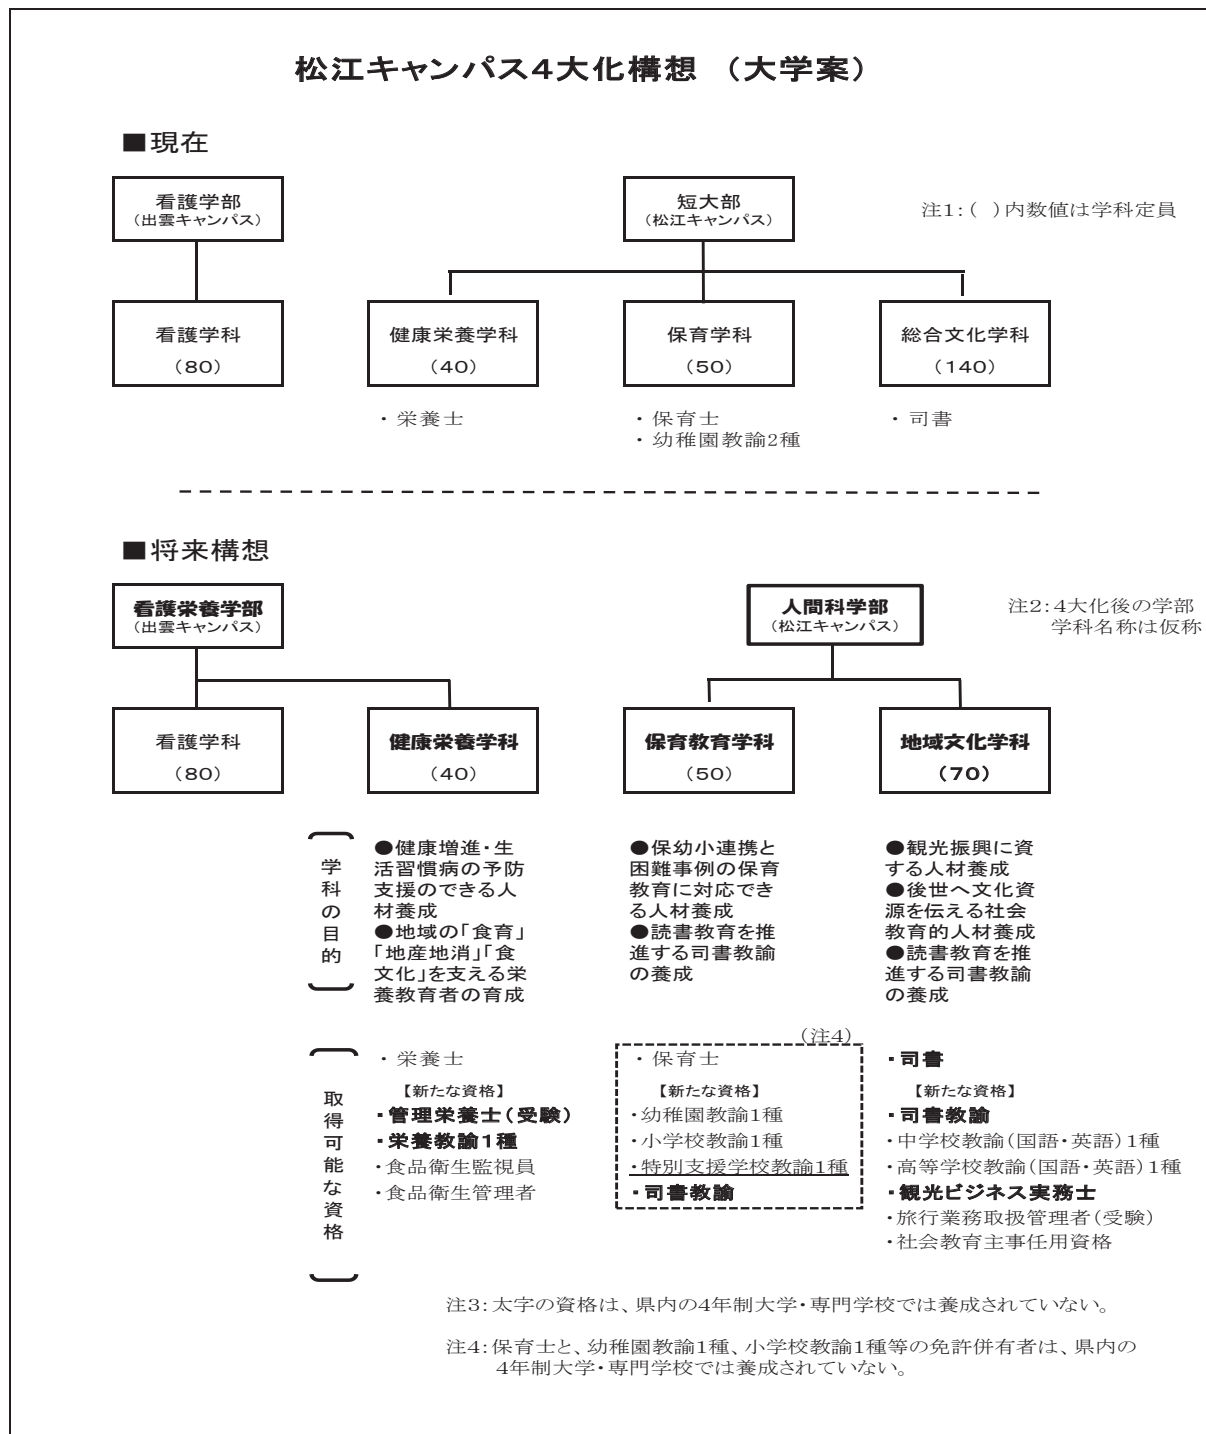 松江キャンパス4大化構想 （大学案）
■現在
看護学部
（出雲キャンパス）
短大部
（松江キャンパス）
注1：（ ）内数値は学科定員
看護学科
（80）
健康栄養学科
（40）
保育学科
（50）
総合文化学科
（140）
・栄養士
・保育士
・幼稚園教諭2種
・司書
■将来構想
看護栄養学部
（出雲キャンパス）
人間科学部
（松江キャンパス）
注2：4大化後の学部
学科名称は仮称
看護学科
（80）
健康栄養学科
（40）
保育教育学科
（50）
地域文化学科
（70）
学科の目的
●健康増進・生
活習慣病の予防
支援のできる人
材養成
●地域の「食育」
「地産地消」「食
文化」を支える栄
養教育者の育成
●保幼小連携と
困難事例の保育
教育に対応でき
る人材養成
●読書教育を推
進する司書教諭
の養成
●観光振興に資
する人材養成
●後世へ文化資
源を伝える社会
教育的人材養成
●読書教育を推
進する司書教諭
の養成
取得可能な資格
・栄養士
【新たな資格】
・管理栄養士（受験）
・栄養教諭1種
・食品衛生監視員
・食品衛生管理者
（注4）
・保育士
【新たな資格】
・幼稚園教諭1種
・小学校教諭1種
・特別支援学校教諭1種
・司書教諭
・司書
【新たな資格】
・司書教諭
・中学校教諭（国語・英語）1種
・高等学校教諭（国語・英語）1種
・観光ビジネス実務士
・旅行業務取扱管理者（受験）
・社会教育主事任用資格
注3：太字の資格は、県内の4年制大学・専門学校では養成されていない。
注4：保育士と、幼稚園教諭1種、小学校教諭1種等の免許併有者は、県内の
4年制大学・専門学校では養成されていない。